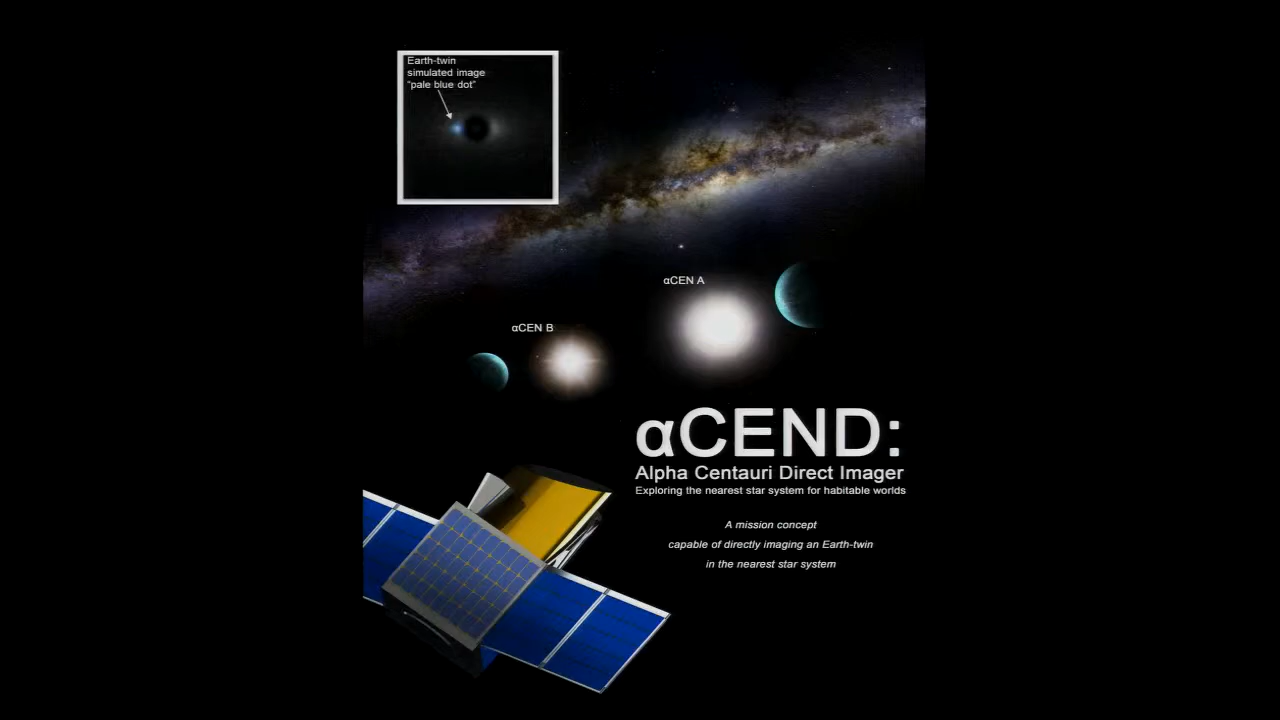 Earth-twin
simulated image
"pale blue dot"
αCEN A
αCEN B
αCEND:
Alpha Centauri Direct Imager
Exploring the nearest star system for habitable worlds
A mission concept
capable of directly imaging an Earth-twin
in the nearest star system